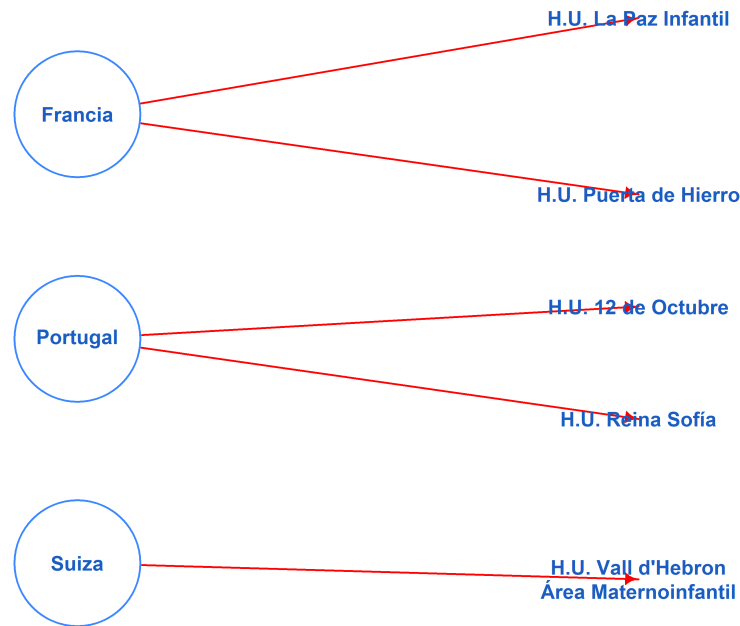 H.U. La Paz Infantil
Francia
H.U. Puerta de Hierro
H.U. 12 de Octubre
Portugal
H.U. Reina Sofía
Suiza
H.U. Vall d'Hebron
Área Maternoinfantil